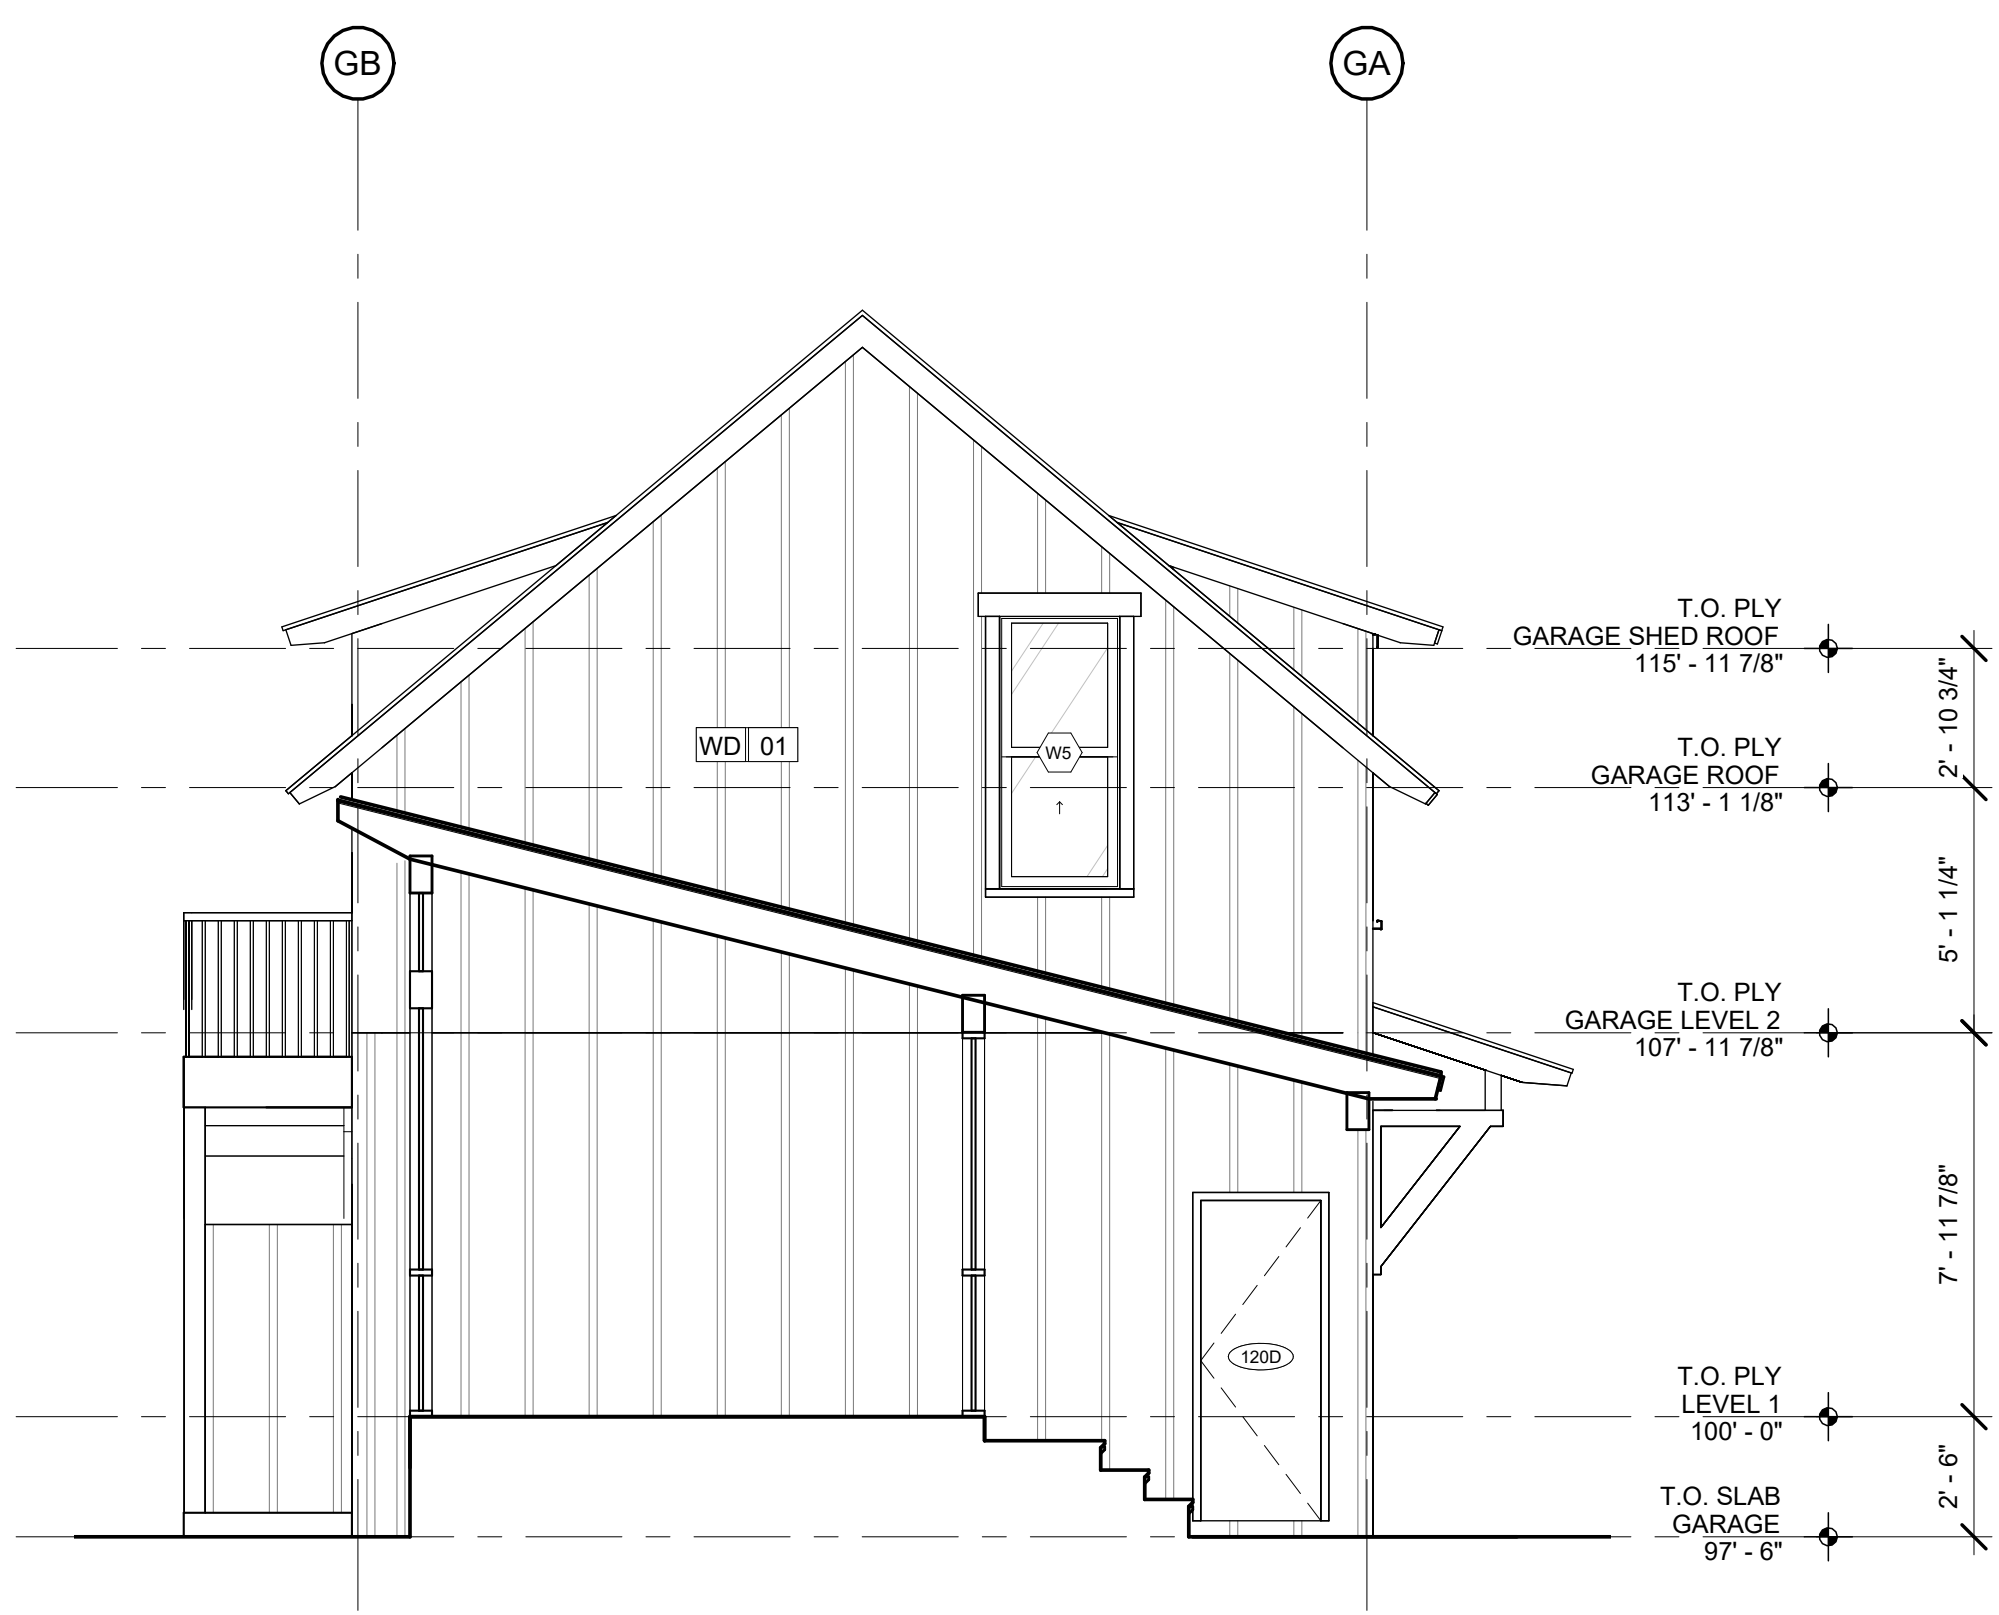 GB
GA
T.O. PLY
GARAGE SHED ROOF
115' - 11 7/8"
2' - 10 3/4"
WD 01
W5
T.O. PLY
GARAGE ROOF
113' - 1 1/8"
5' - 1 1/4"
T.O. PLY
GARAGE LEVEL 2
107' - 11 7/8"
7' - 11 7/8"
120D
T.O. PLY
LEVEL 1
100' - 0"
2' - 6"
T.O. SLAB
GARAGE
97' - 6"